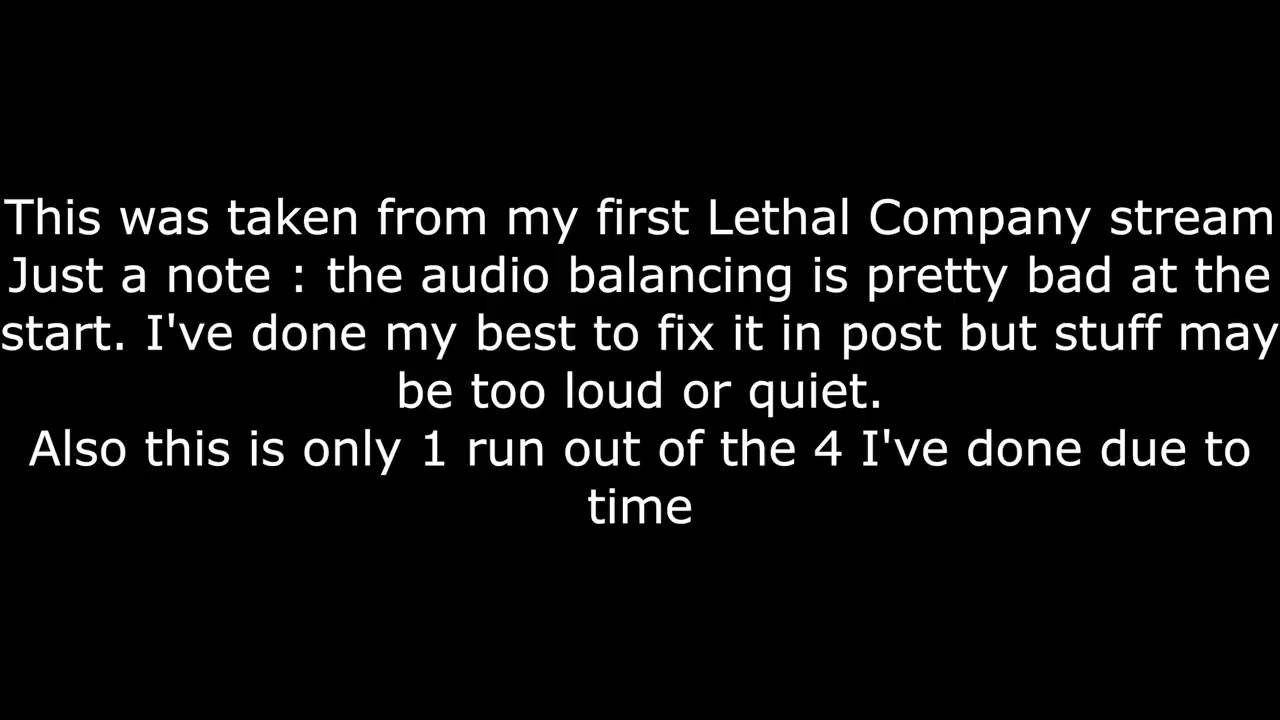 This was taken from my first Lethal Company stream
Just a note : the audio balancing is pretty bad at the
start. I've done my best to fix it in post but stuff may
be too loud or quiet.
Also this is only 1 run out of the 4 I've done due to
time